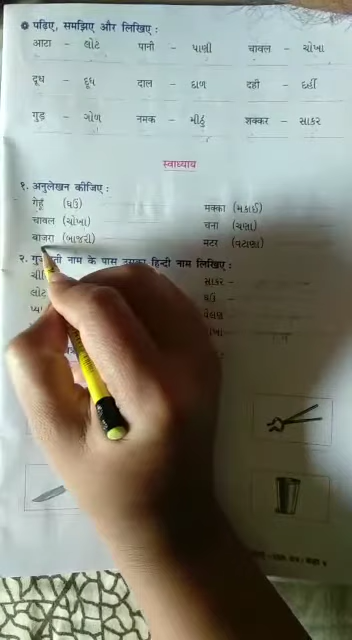 पढ़िए, समझिए और लिखिए :
आटा - લોટ पानी - પાણી चावल - ચોખા
दूध - દૂધ दाल - દાળ दही - દહીં
गुड़ - ગોળ नमक - મીઠું शक्कर - સાકર
स्वाध्याय
१. अनुलेखन कीजिए :
गेहूँ (ઘઉં) मक्का (મકાઈ)
चावल (ચોખા) चना (ચણા)
बाजरा (બાજરી) मटर (વટાણા)
२. गुजराती नाम के पास उसका हिन्दी नाम लिखिए :
સાકર -
લોટ ઘઉં -